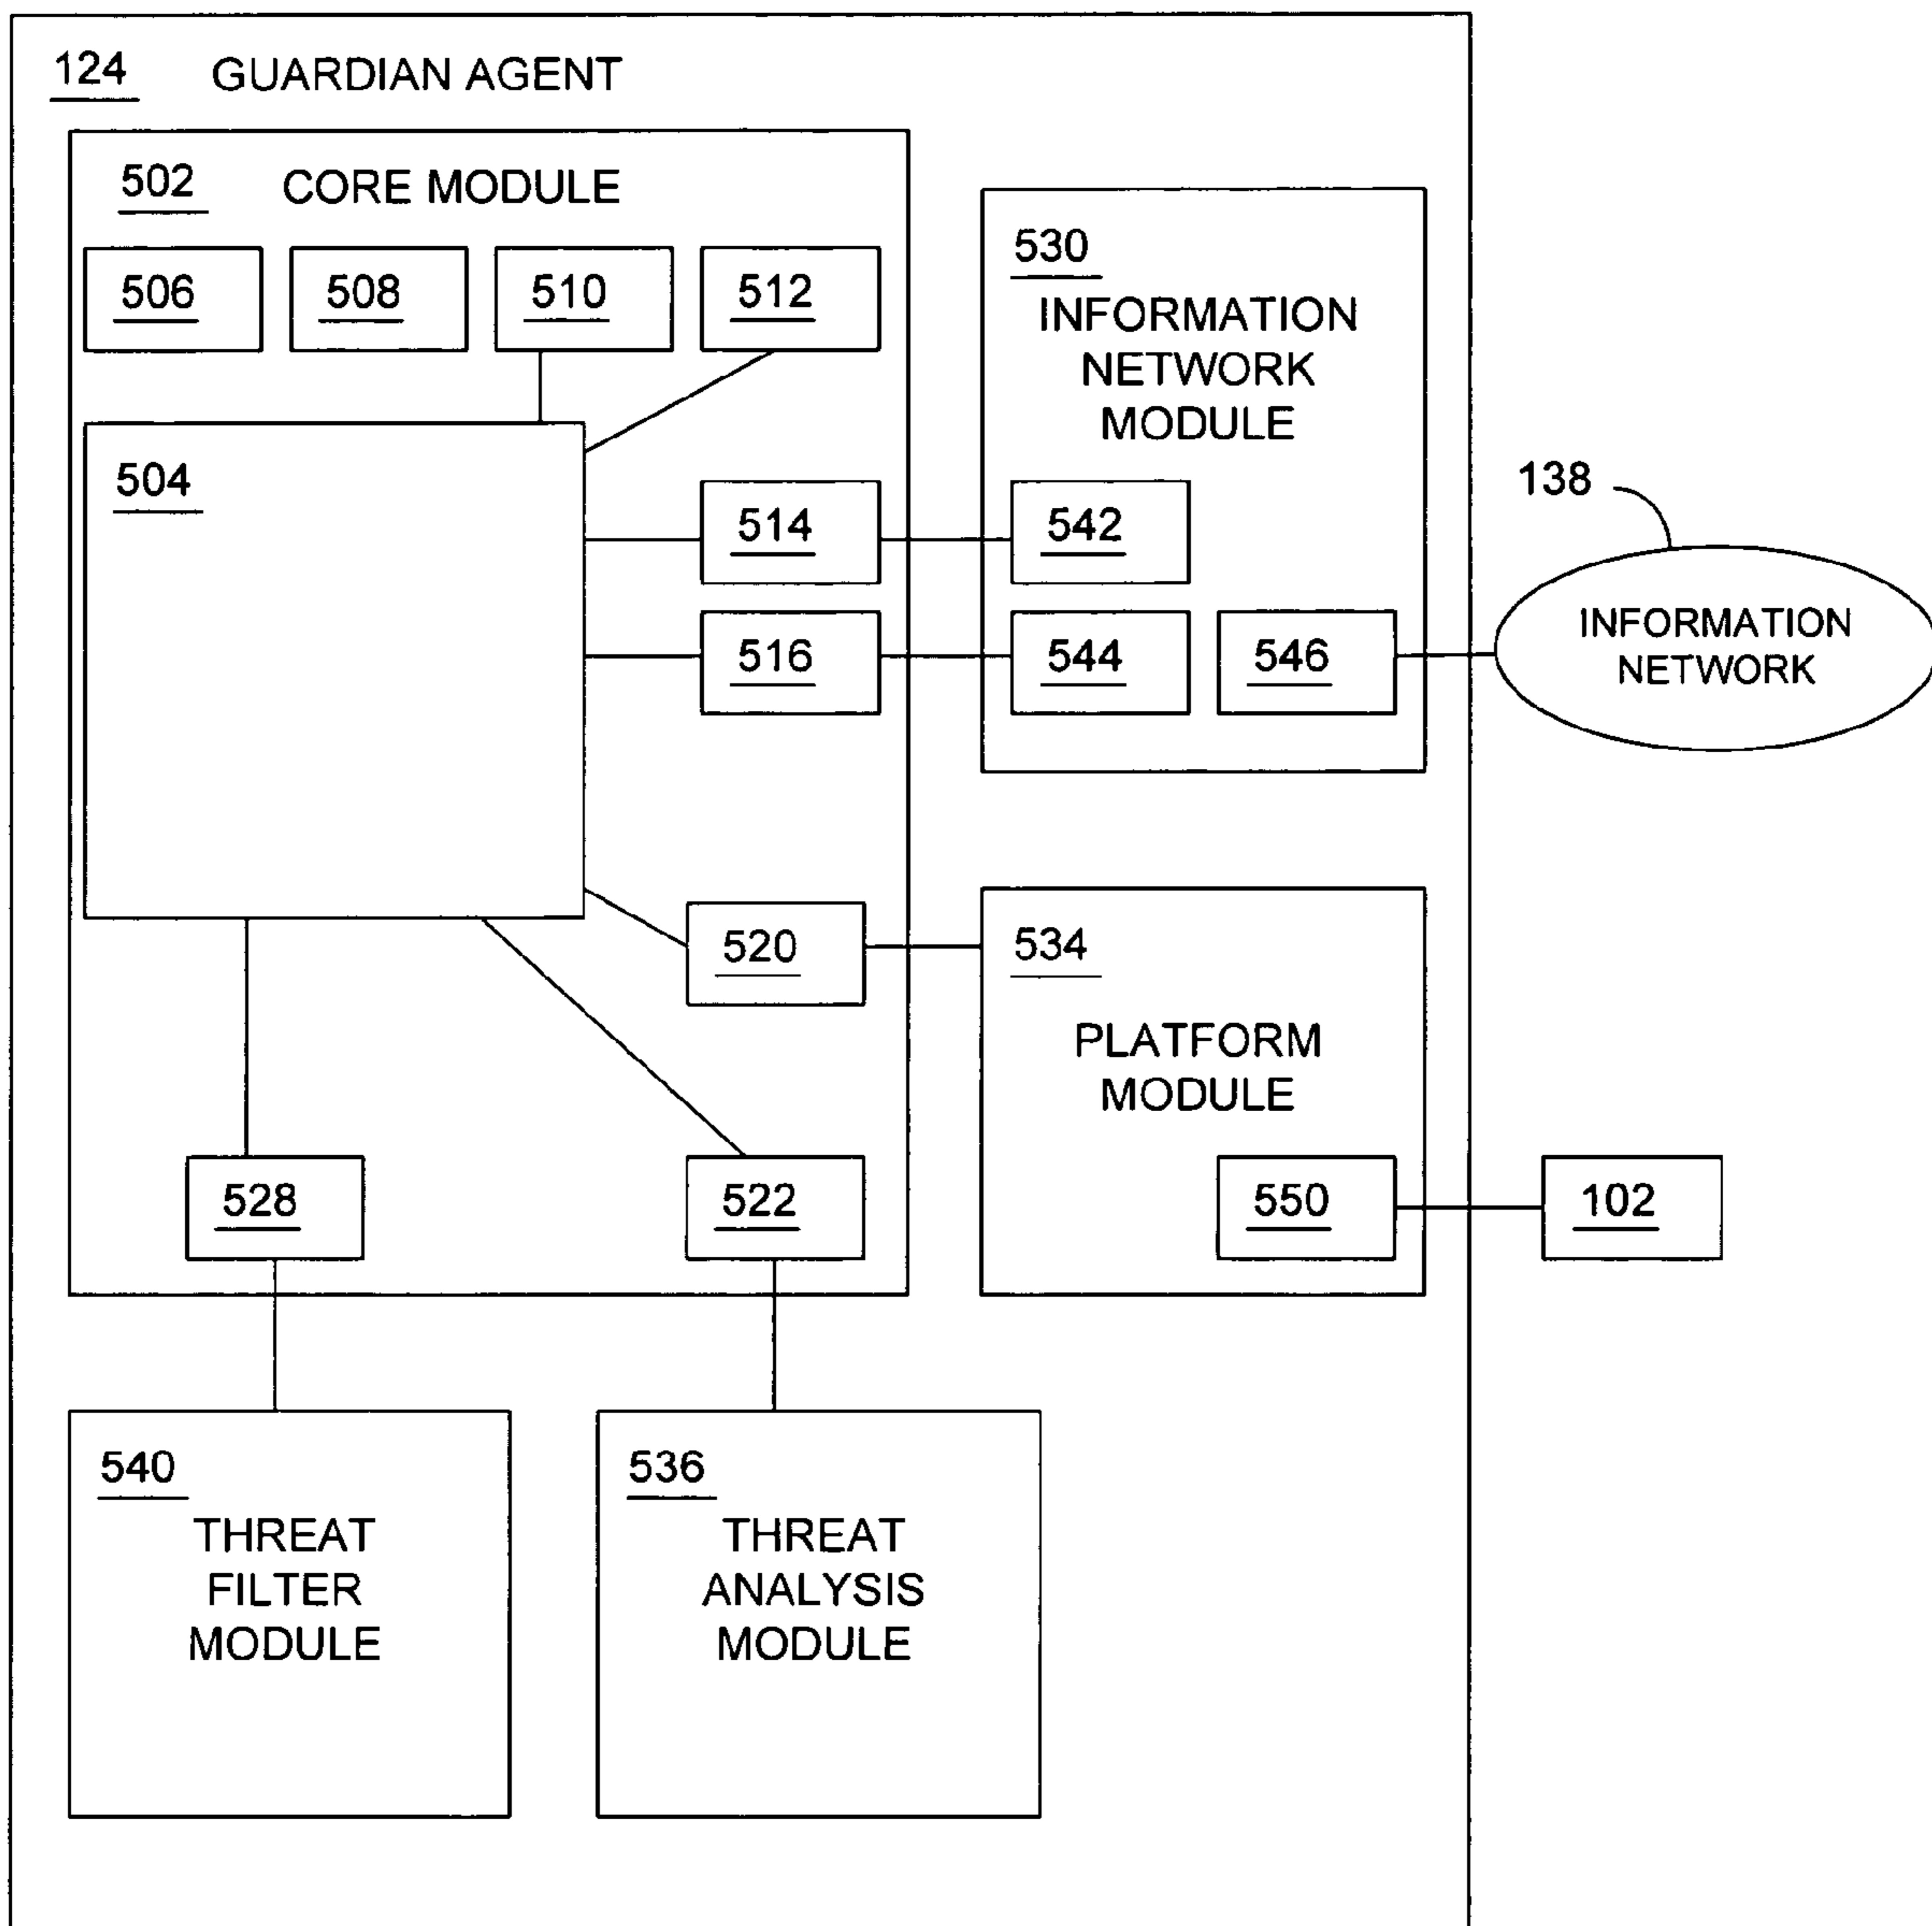 124 GUARDIAN AGENT
502 CORE MODULE
506 508 510 512
504
514
516
520
528 522
530
INFORMATION
NETWORK
MODULE
542
544 546
138
INFORMATION
NETWORK
534
PLATFORM
MODULE
550 102
540
THREAT
FILTER
MODULE
536
THREAT
ANALYSIS
MODULE